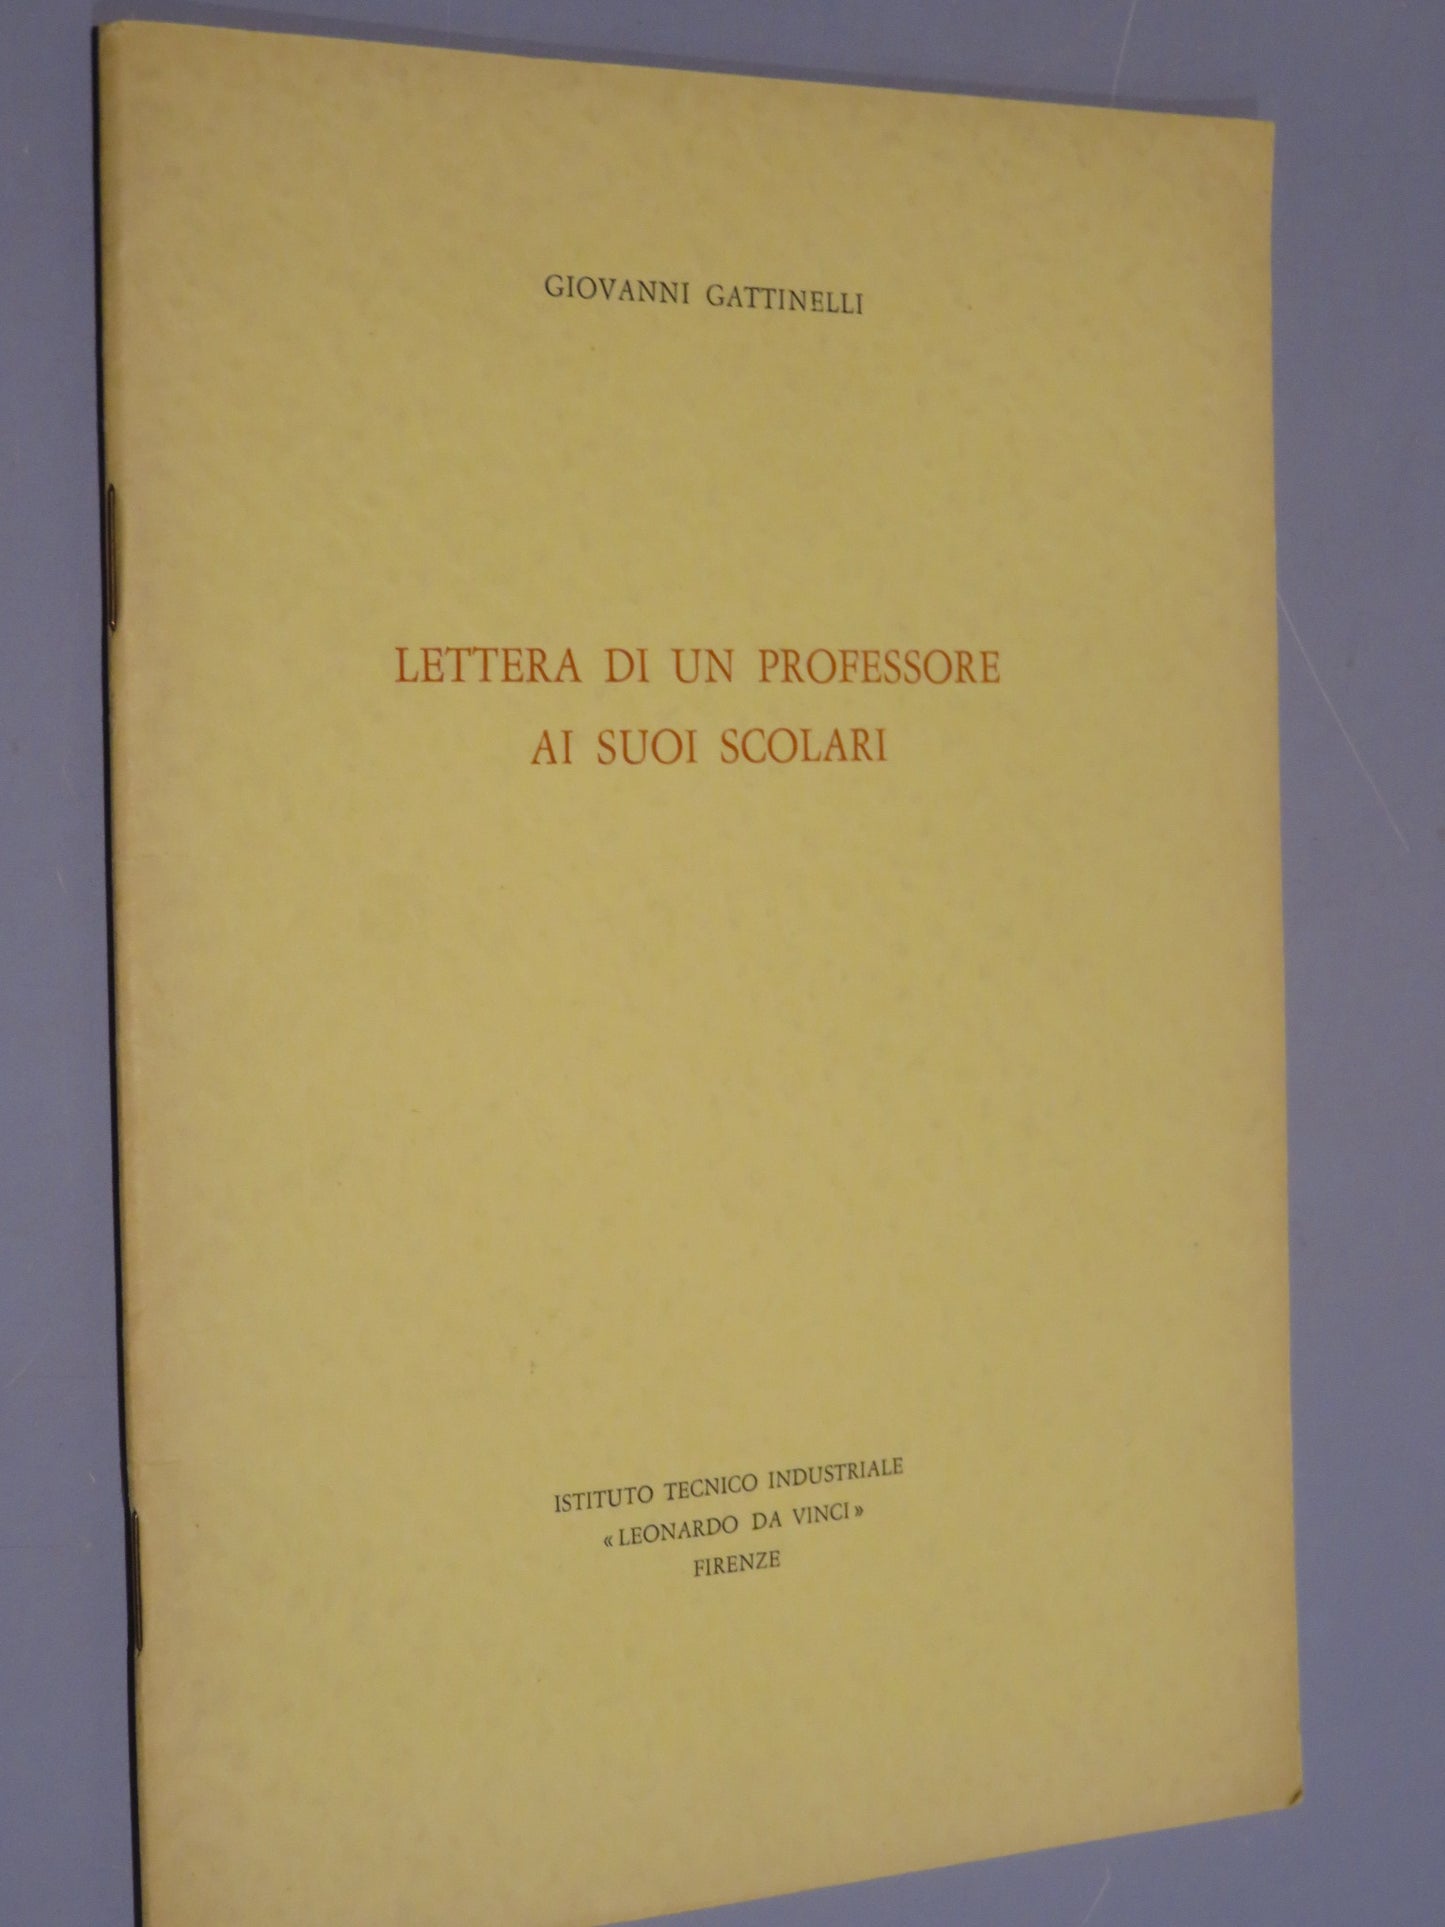 GIOVANNI GATTINELLI
LETTERA DI UN PROFESSORE
AI SUOI SCOLARI
ISTITUTO TECNICO INDUSTRIALE
«LEONARDO DA VINCI»
FIRENZE